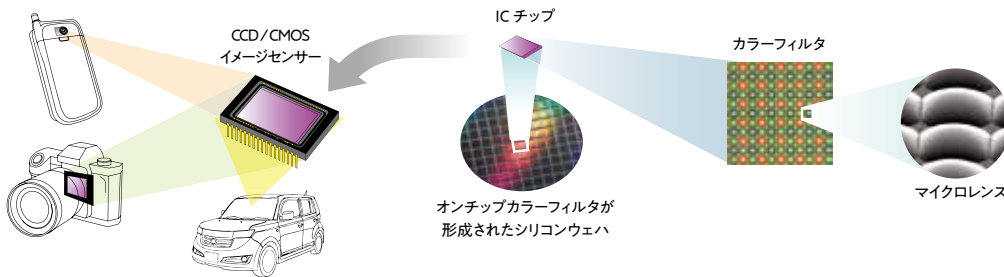 CCD/CMOS
イメージセンサー
IC チップ
オンチップカラーフィルタが
形成されたシリコンウェハ
カラーフィルタ
マイクロレンズ